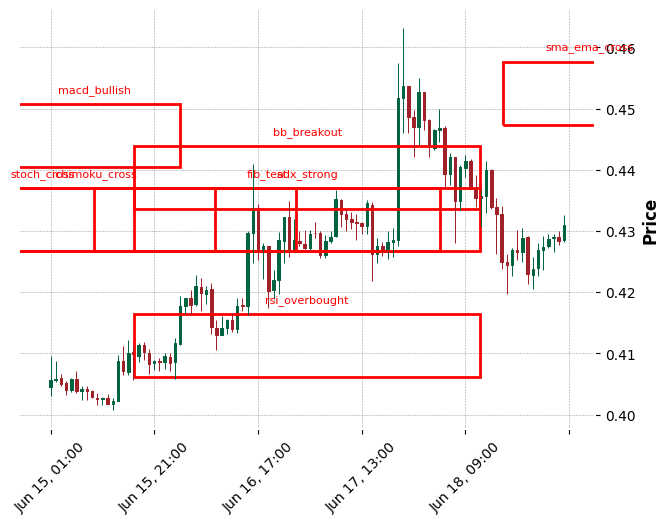 sma_ema_cross
0.46
macd_bullish
0.45
bb_breakout
0.44
stoch_cross
ichimoku_cross
fib_test
adx_strong
0.43
Price
0.42
rsi_overbought
0.41
0.40
Jun 15, 01:00
Jun 15, 21:00
Jun 16, 17:00
Jun 17, 13:00
Jun 18, 09:00